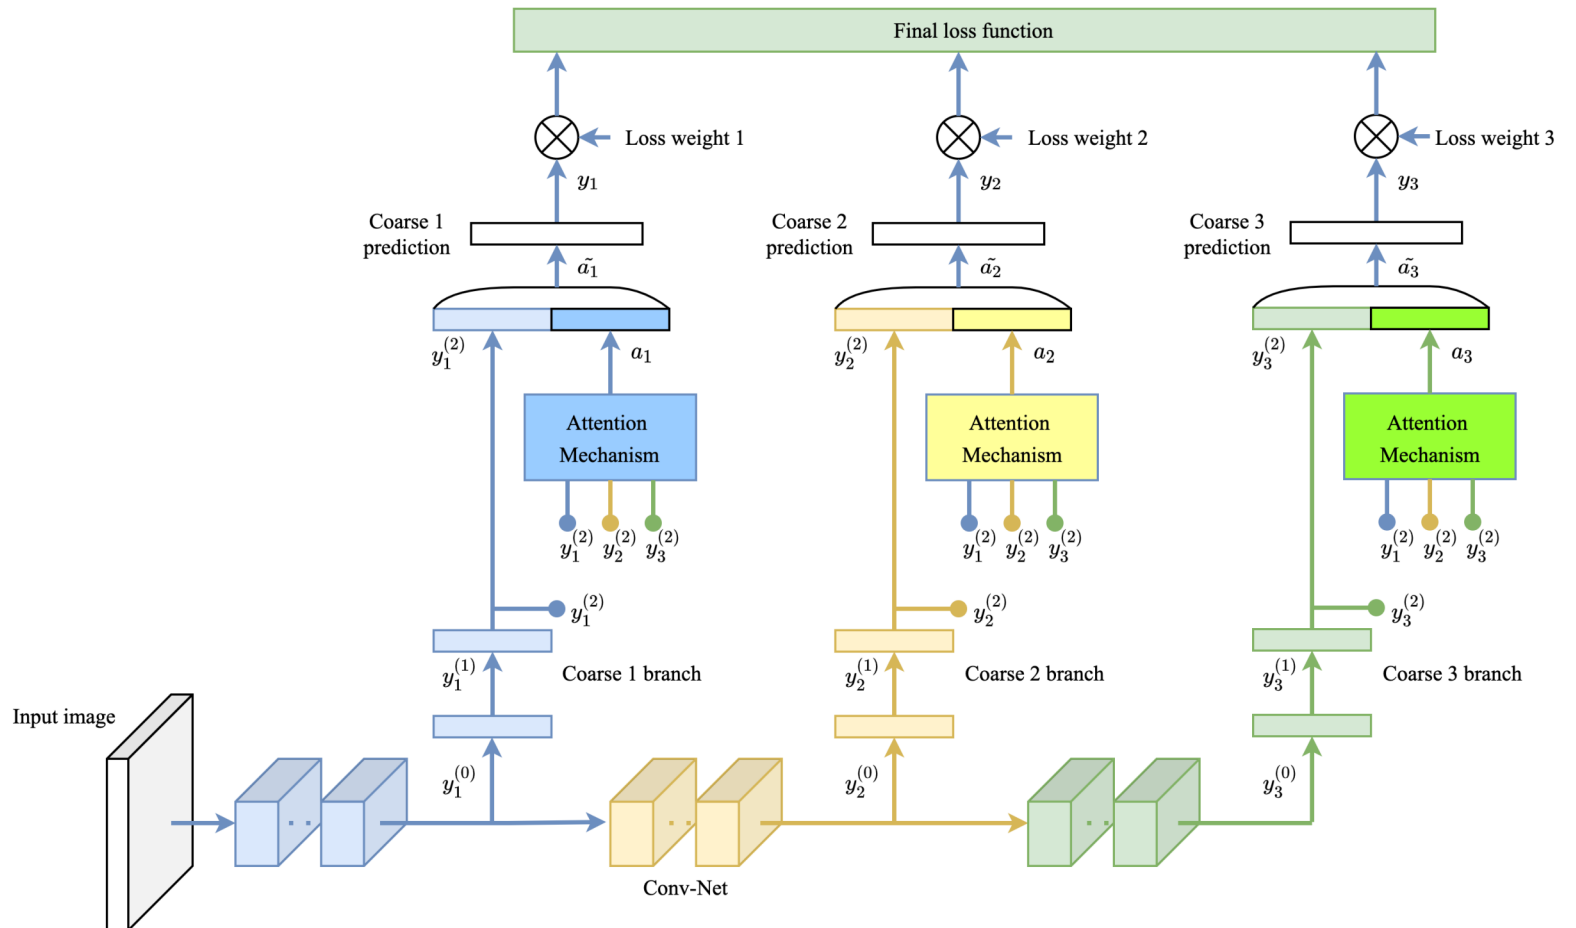 Final loss function
Loss weight 1
Loss weight 2
Loss weight 3
y₁
y₂
y₃
Coarse 1
prediction
Coarse 2
prediction
Coarse 3
prediction
ã₁
ã₂
ã₃
y₁⁽²⁾
a₁
y₂⁽²⁾
a₂
y₃⁽²⁾
a₃
Attention
Mechanism
Attention
Mechanism
Attention
Mechanism
y₁⁽²⁾ y₂⁽²⁾ y₃⁽²⁾
y₁⁽²⁾ y₂⁽²⁾ y₃⁽²⁾
y₁⁽²⁾ y₂⁽²⁾ y₃⁽²⁾
y₁⁽²⁾
y₂⁽²⁾
y₃⁽²⁾
y₁⁽¹⁾
Coarse 1 branch
y₂⁽¹⁾
Coarse 2 branch
y₃⁽¹⁾
Coarse 3 branch
Input image
y₁⁽⁰⁾
y₂⁽⁰⁾
y₃⁽⁰⁾
Conv-Net